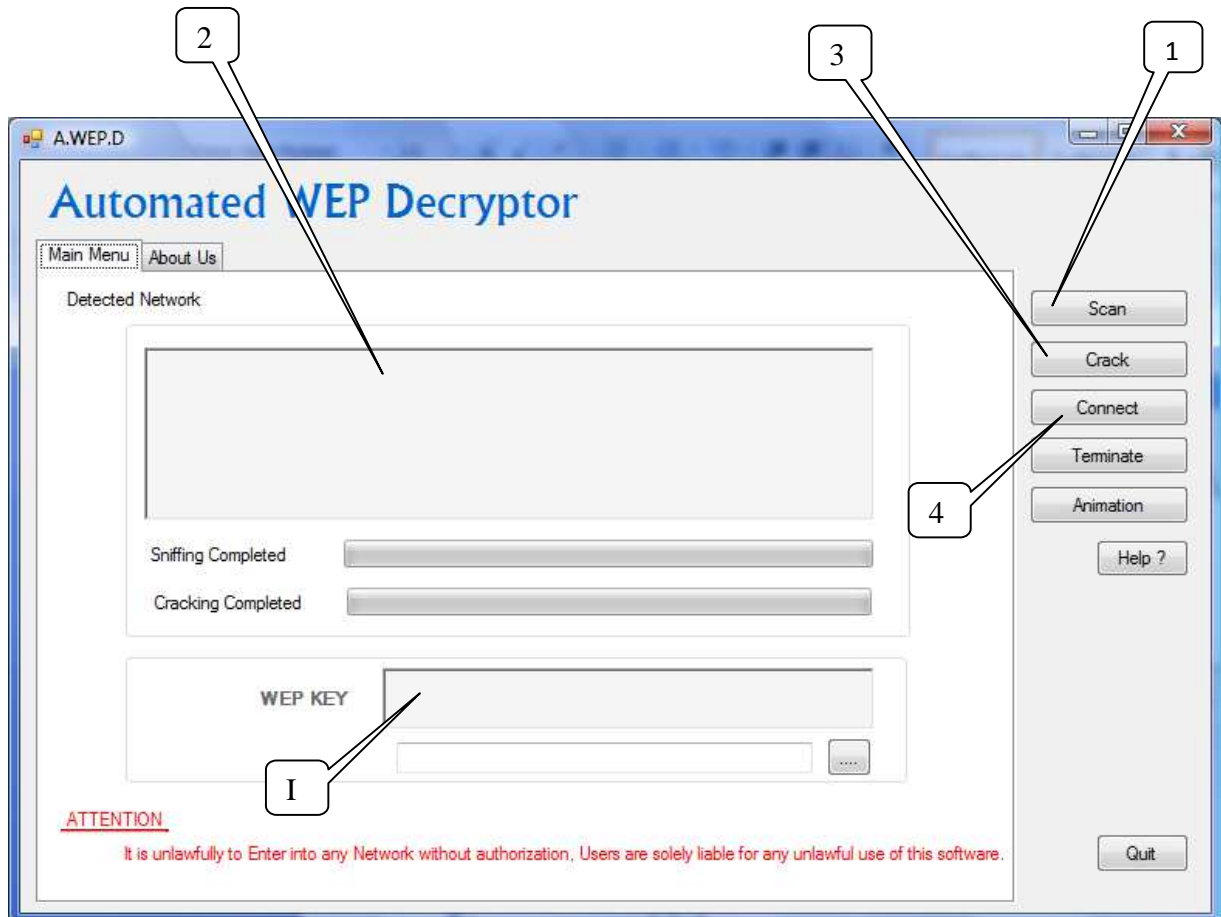 2
3
1
A.WEP.D
Automated WEP Decryptor
Main Menu
About Us
Detected Network
Scan
Crack
Connect
4
Terminate
Animation
Sniffing Completed
Help ?
Cracking Completed
WEP KEY
....
I
ATTENTION
It is unlawfully to Enter into any Network without authorization, Users are solely liable for any unlawful use of this software.
Quit